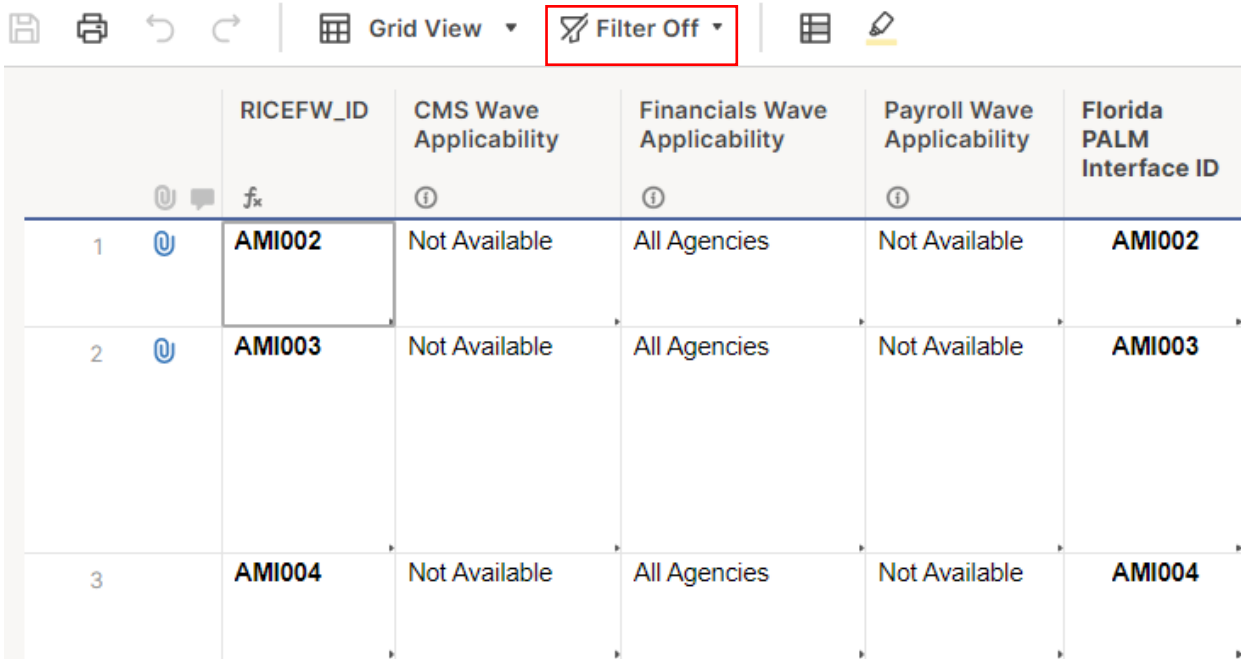 Grid View Filter Off
RICEFW_ID CMS Wave Applicability Financials Wave Applicability Payroll Wave Applicability Florida PALM Interface ID
fx
1 AMI002 Not Available All Agencies Not Available AMI002
2 AMI003 Not Available All Agencies Not Available AMI003
3 AMI004 Not Available All Agencies Not Available AMI004